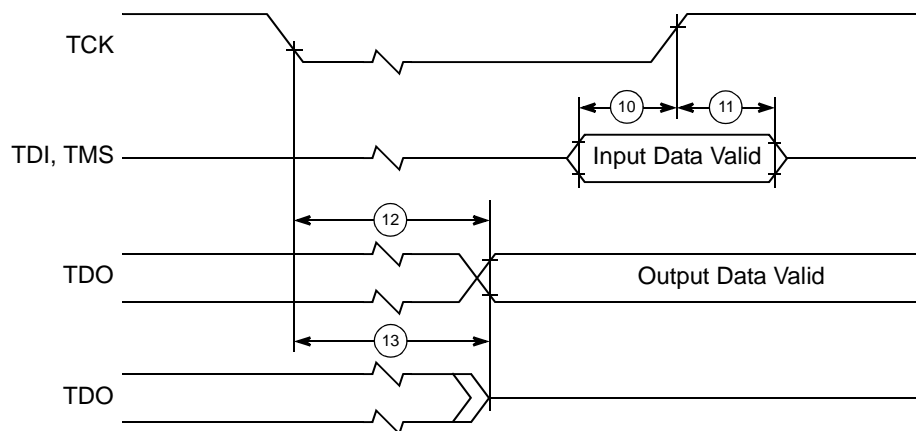 TCK
10
11
TDI, TMS
Input Data Valid
12
TDO
Output Data Valid
13
TDO